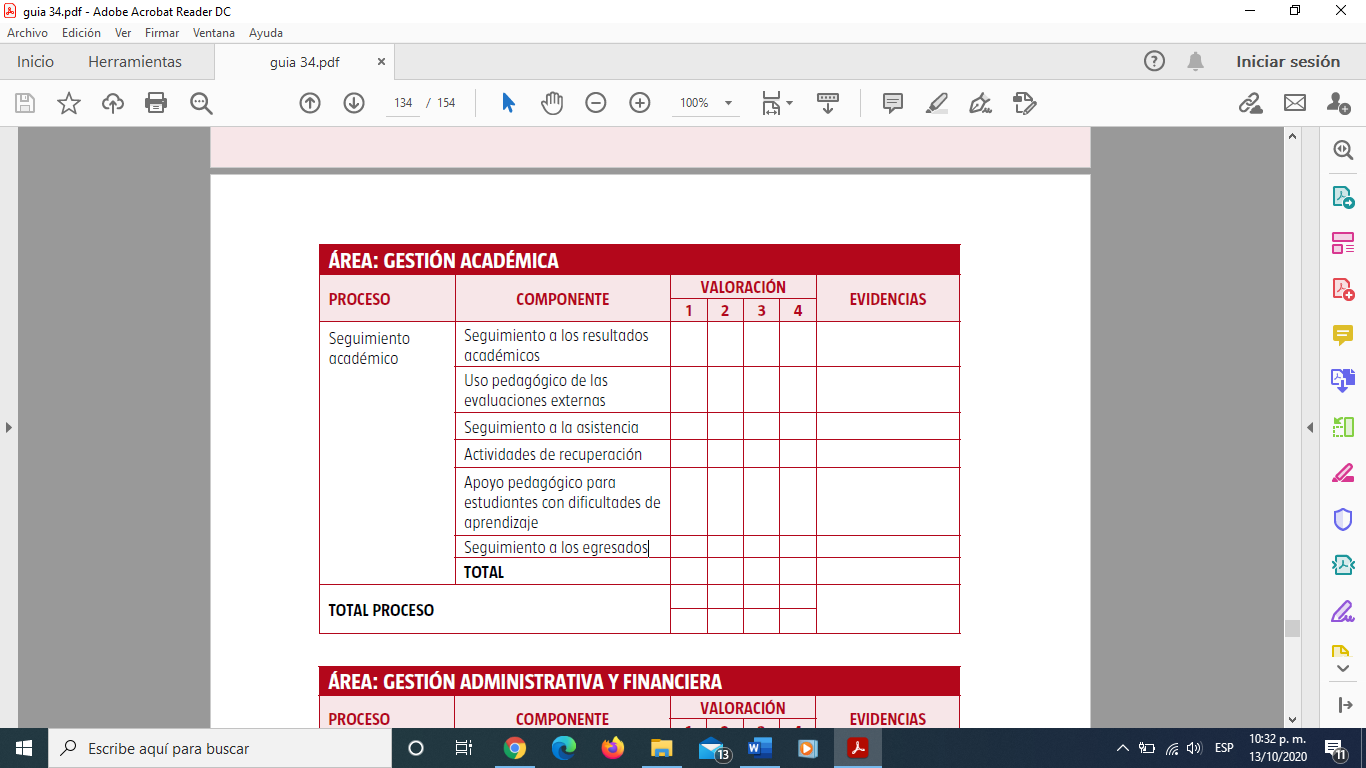 guia 34.pdf - Adobe Acrobat Reader DC
Archivo Edición Ver Firmar Ventana Ayuda
Inicio Herramientas guia 34.pdf × Iniciar sesión
134 / 154 100%
ÁREA: GESTIÓN ACADÉMICA
PROCESO COMPONENTE VALORACIÓN EVIDENCIAS
1 2 3 4
Seguimiento
académico
Seguimiento a los resultados
académicos
Uso pedagógico de las
evaluaciones externas
Seguimiento a la asistencia
Actividades de recuperación
Apoyo pedagógico para
estudiantes con dificultades de
aprendizaje
Seguimiento a los egresados
TOTAL
TOTAL PROCESO
ÁREA: GESTIÓN ADMINISTRATIVA Y FINANCIERA
PROCESO COMPONENTE VALORACIÓN EVIDENCIAS
Escribe aquí para buscar
13
ESP
10:32 p. m.
13/10/2020
11